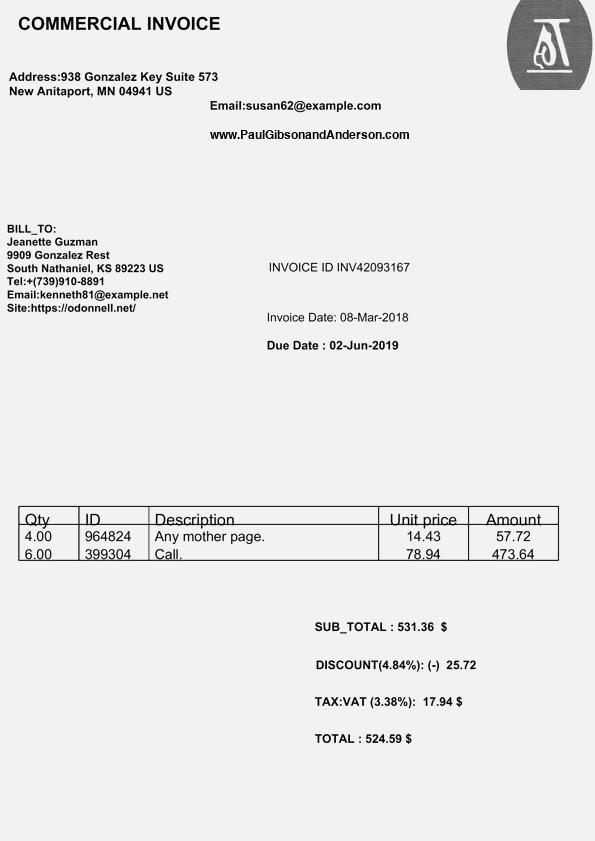 COMMERCIAL INVOICE
Address:938 Gonzalez Key Suite 573
New Anitaport, MN 04941 US
Email:susan62@example.com
www.PaulGibsonandAnderson.com
BILL_TO:
Jeanette Guzman
9909 Gonzalez Rest
South Nathaniel, KS 89223 US
Tel:+(739)910-8891
Email:kenneth81@example.net
Site:https://odonnell.net/
INVOICE ID INV42093167
Invoice Date: 08-Mar-2018
Due Date : 02-Jun-2019
Qty ID Description Unit price Amount
4.00 964824 Any mother page. 14.43 57.72
6.00 399304 Call. 78.94 473.64
SUB_TOTAL : 531.36 $
DISCOUNT(4.84%): (-) 25.72
TAX:VAT (3.38%): 17.94 $
TOTAL : 524.59 $